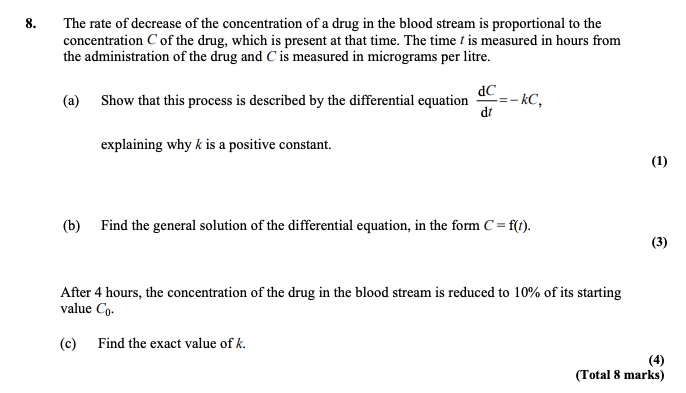 8. The rate of decrease of the concentration of a drug in the blood stream is proportional to the
concentration C of the drug, which is present at that time. The time t is measured in hours from
the administration of the drug and C is measured in micrograms per litre.
(a) Show that this process is described by the differential equation dC/dt = – kC,
explaining why k is a positive constant.
(1)
(b) Find the general solution of the differential equation, in the form C = f(t).
(3)
After 4 hours, the concentration of the drug in the blood stream is reduced to 10% of its starting
value C₀.
(c) Find the exact value of k.
(4)
(Total 8 marks)